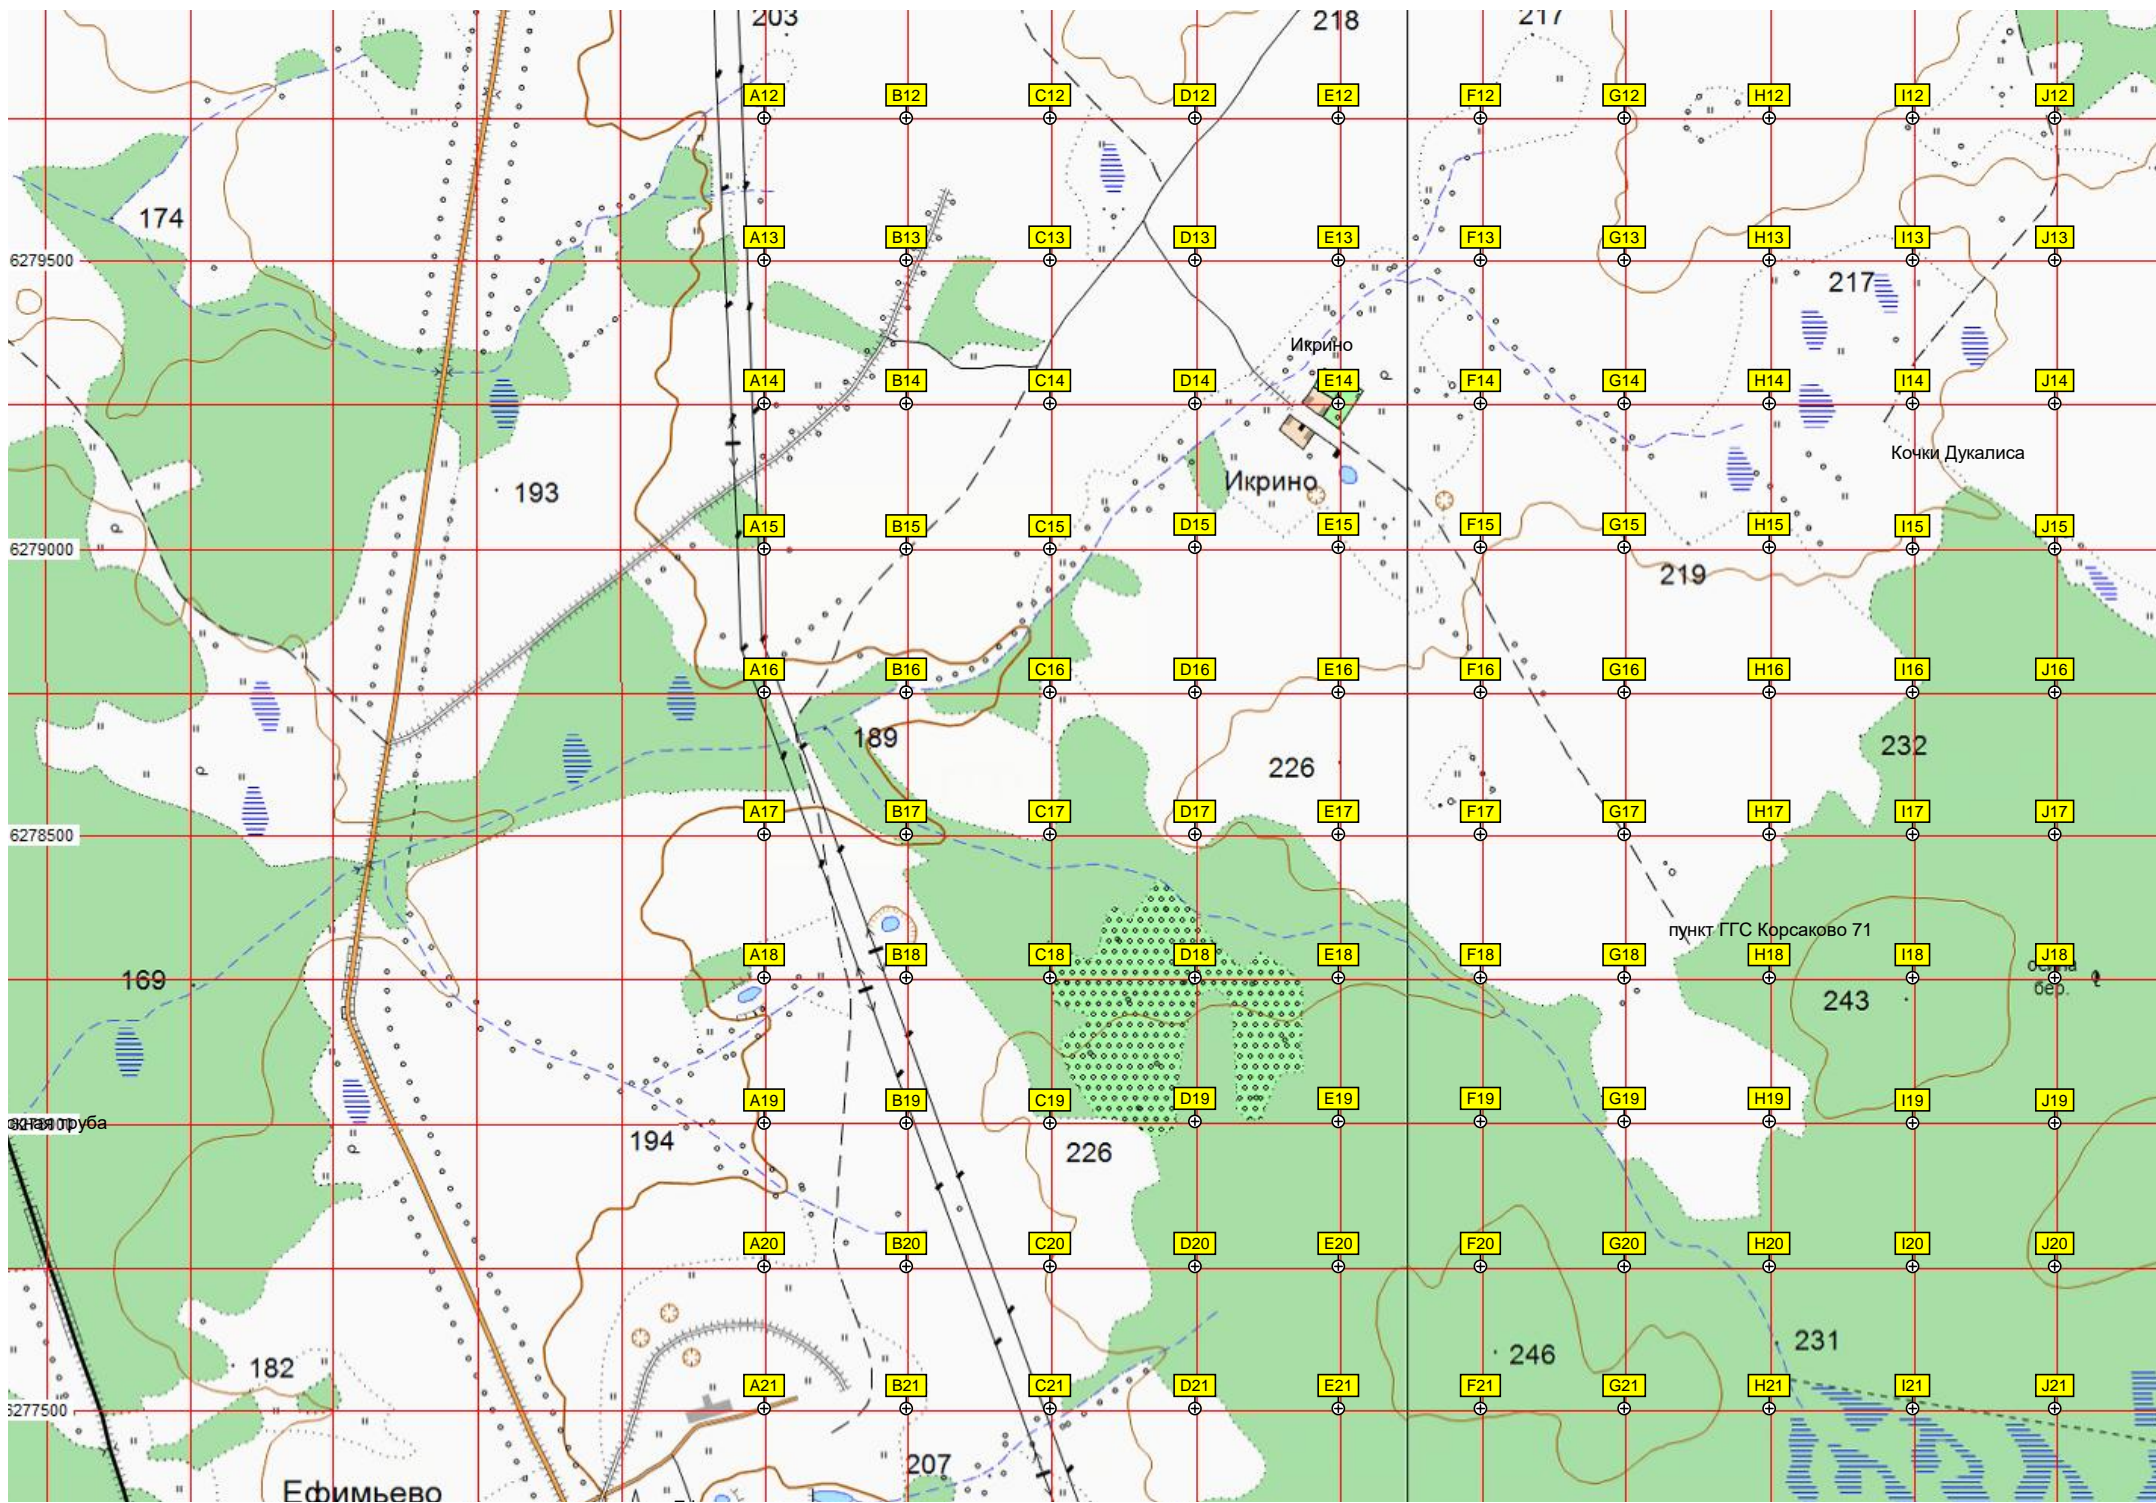 203
218
217
A12 B12 C12 D12 E12 F12 G12 H12 I12 J12
174
6279500
A13 B13 C13 D13 E13 F13 G13 H13 I13 J13
217
Икрино
A14 B14 C14 D14 E14 F14 G14 H14 I14 J14
Кочки Дукалиса
193
Икрино
6279000
A15 B15 C15 D15 E15 F15 G15 H15 I15 J15
219
A16 B16 C16 D16 E16 F16 G16 H16 I16 J16
189
226
232
6278500
A17 B17 C17 D17 E17 F17 G17 H17 I17 J17
пункт ГГС Корсаково 71
169
A18 B18 C18 D18 E18 F18 G18 H18 I18 J18
бер.
243
A19 B19 C19 D19 E19 F19 G19 H19 I19 J19
труба
194
226
A20 B20 C20 D20 E20 F20 G20 H20 I20 J20
182
246
231
6277500
A21 B21 C21 D21 E21 F21 G21 H21 I21 J21
207
Ефимьево